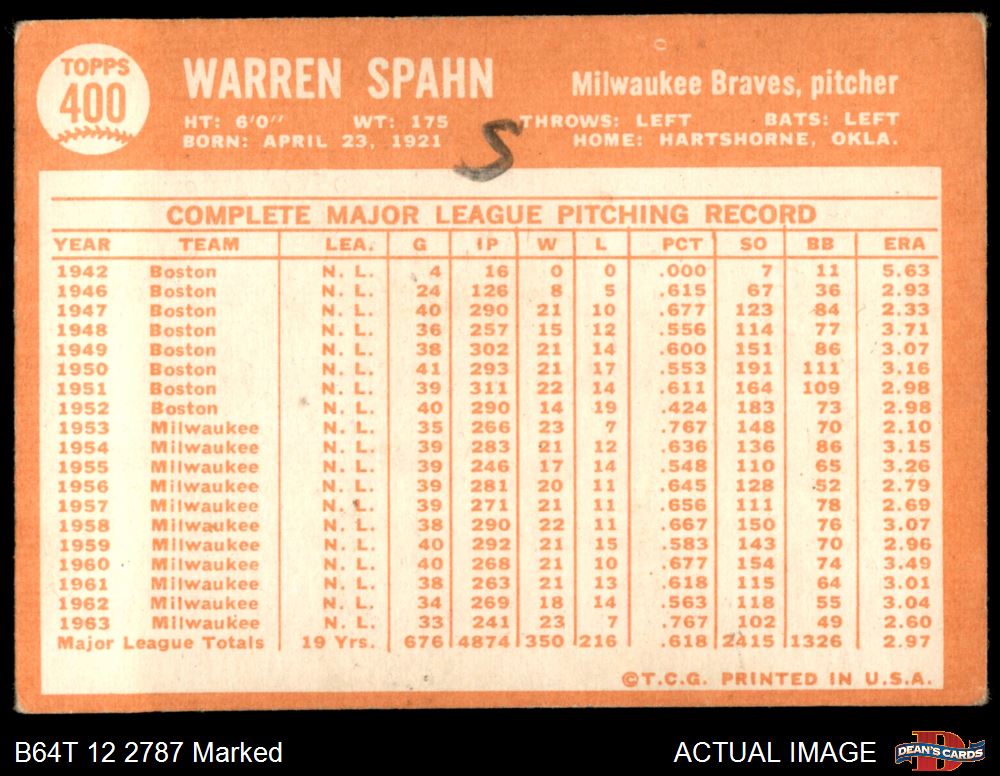 TOPPS
400
WARREN SPAHN
Milwaukee Braves, pitcher
HT: 6'0" WT: 175 THROWS: LEFT BATS: LEFT
BORN: APRIL 23, 1921 HOME: HARTSHORNE, OKLA.
S
COMPLETE MAJOR LEAGUE PITCHING RECORD
YEAR TEAM LEA. G IP W L PCT SO BB ERA
1942 Boston N. L. 4 16 0 0 .000 7 11 5.63
1946 Boston N. L. 24 126 8 5 .615 67 36 2.93
1947 Boston N. L. 40 290 21 10 .677 123 84 2.33
1948 Boston N. L. 36 257 15 12 .556 114 77 3.71
1949 Boston N. L. 38 302 21 14 .600 151 86 3.07
1950 Boston N. L. 41 293 21 17 .553 191 111 3.16
1951 Boston N. L. 39 311 22 14 .611 164 109 2.98
1952 Boston N. L. 40 290 14 19 .424 183 73 2.98
1953 Milwaukee N. L. 35 266 23 7 .767 148 70 2.10
1954 Milwaukee N. L. 39 283 21 12 .636 136 86 3.15
1955 Milwaukee N. L. 39 246 17 14 .548 110 65 3.26
1956 Milwaukee N. L. 39 281 20 11 .645 128 52 2.79
1957 Milwaukee N. L. 39 271 21 11 .656 111 78 2.69
1958 Milwaukee N. L. 38 290 22 11 .667 150 76 3.07
1959 Milwaukee N. L. 40 292 21 15 .583 143 70 2.96
1960 Milwaukee N. L. 40 268 21 10 .677 154 74 3.49
1961 Milwaukee N. L. 38 263 21 13 .618 115 64 3.01
1962 Milwaukee N. L. 34 269 18 14 .563 118 55 3.04
1963 Milwaukee N. L. 33 241 23 7 .767 102 49 2.60
Major League Totals 19 Yrs. 676 4874 350 216 .618 2415 1326 2.97
©T.C.G. PRINTED IN U.S.A.
B64T 12 2787 Marked
ACTUAL IMAGE
DEAN'S CARDS